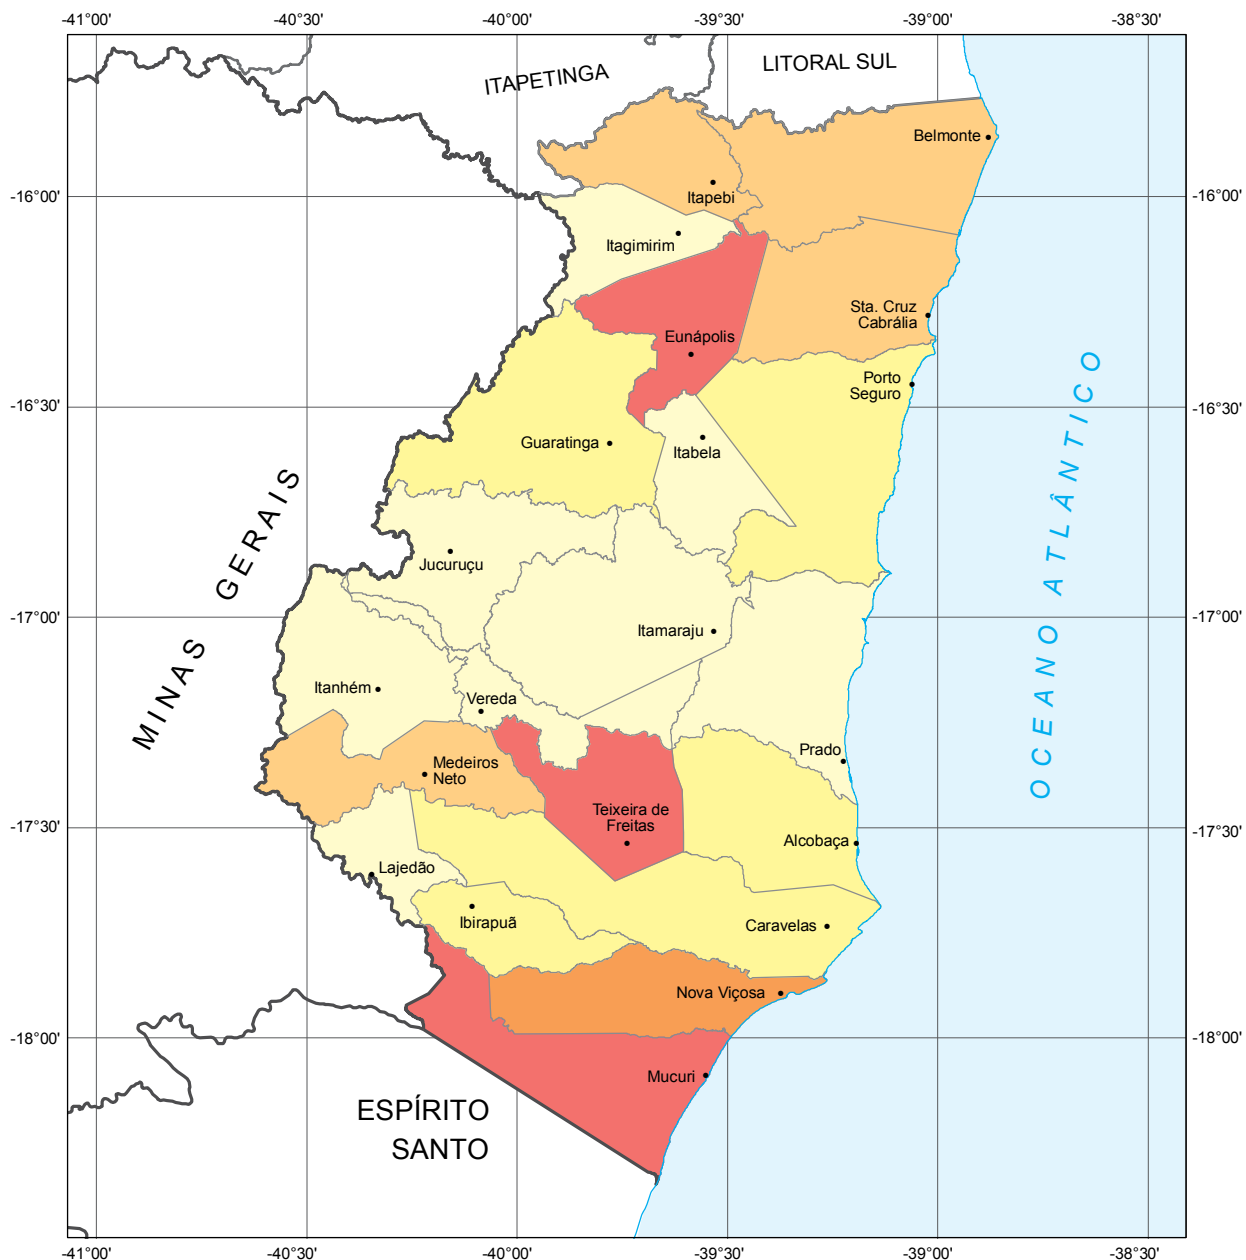 -41°00'
-40°30'
-40°00'
-39°30'
-39°00'
-38°30'
ITAPETINGA
LITORAL SUL
Belmonte
-16°00'
Itapebi
-16°00'
Itagimirim
Sta. Cruz
Cabrália
Eunápolis
Porto
Seguro
-16°30'
-16°30'
Guaratinga
Itabela
MINAS GERAIS
OCEANO ATLÂNTICO
Jucuruçu
-17°00'
-17°00'
Itamaraju
Itanhém
Vereda
Prado
Medeiros
Neto
Teixeira de
Freitas
-17°30'
-17°30'
Alcobaça
Lajedão
Ibirapuã
Caravelas
Nova Viçosa
-18°00'
-18°00'
Mucuri
ESPÍRITO
SANTO
-41°00'
-40°30'
-40°00'
-39°30'
-39°00'
-38°30'